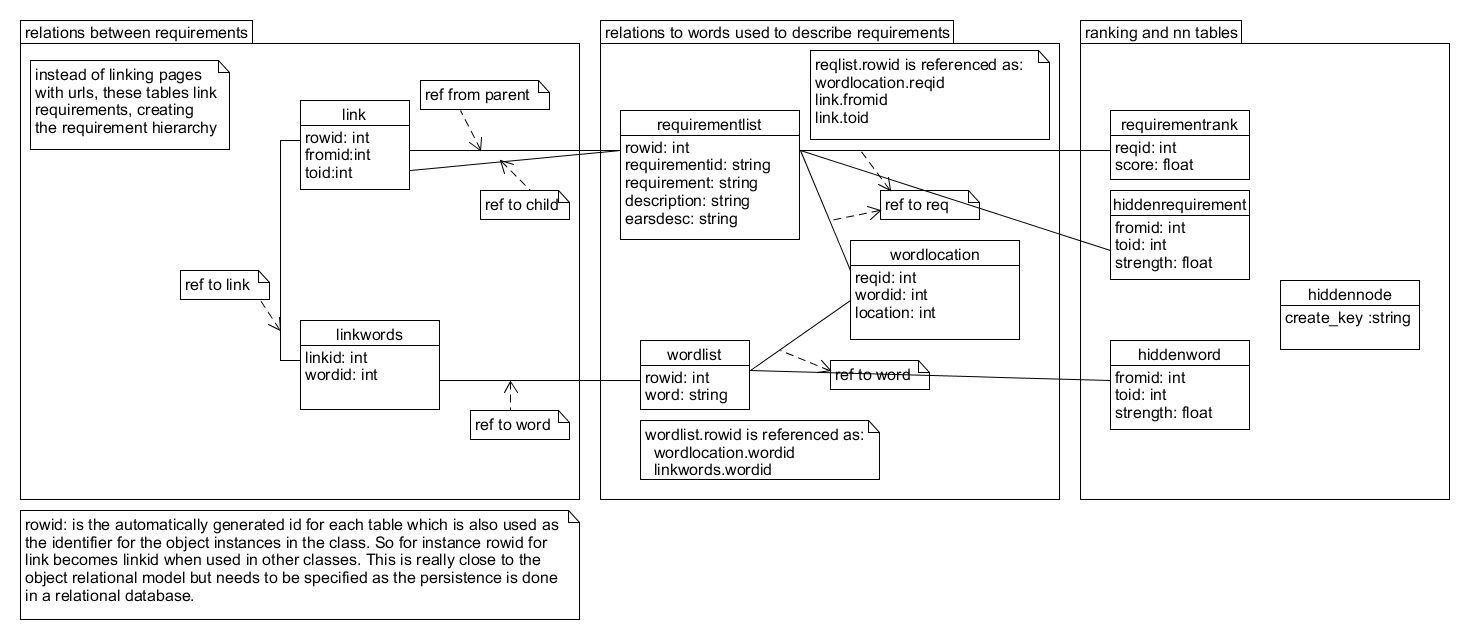 relations between requirements
instead of linking pages
with urls, these tables link
requirements, creating
the requirement hierarchy
link
rowid: int
fromid:int
toid:int
ref from parent
ref to child
ref to link
linkwords
linkid: int
wordid: int
ref to word
relations to words used to describe requirements
reqlist.rowid is referenced as:
wordlocation.reqid
link.fromid
link.toid
requirementlist
rowid: int
requirementid: string
requirement: string
description: string
earsdesc: string
ref to req
wordlocation
reqid: int
wordid: int
location: int
wordlist
rowid: int
word: string
ref to word
wordlist.rowid is referenced as:
wordlocation.wordid
linkwords.wordid
ranking and nn tables
requirementrank
reqid: int
score: float
hiddenrequirement
fromid: int
toid: int
strength: float
hiddennode
create_key :string
hiddenword
fromid: int
toid: int
strength: float
rowid: is the automatically generated id for each table which is also used as
the identifier for the object instances in the class. So for instance rowid for
link becomes linkid when used in other classes. This is really close to the
object relational model but needs to be specified as the persistence is done
in a relational database.